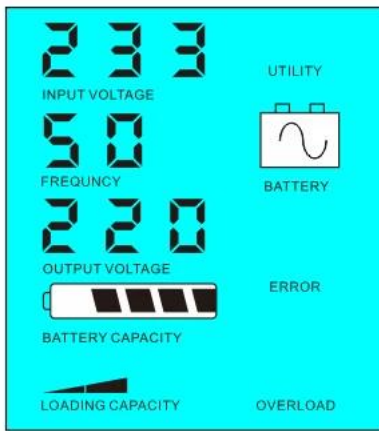 233
UTILITY
INPUT VOLTAGE
50
FREQUNCY
BATTERY
220
OUTPUT VOLTAGE
ERROR
BATTERY CAPACITY
LOADING CAPACITY
OVERLOAD